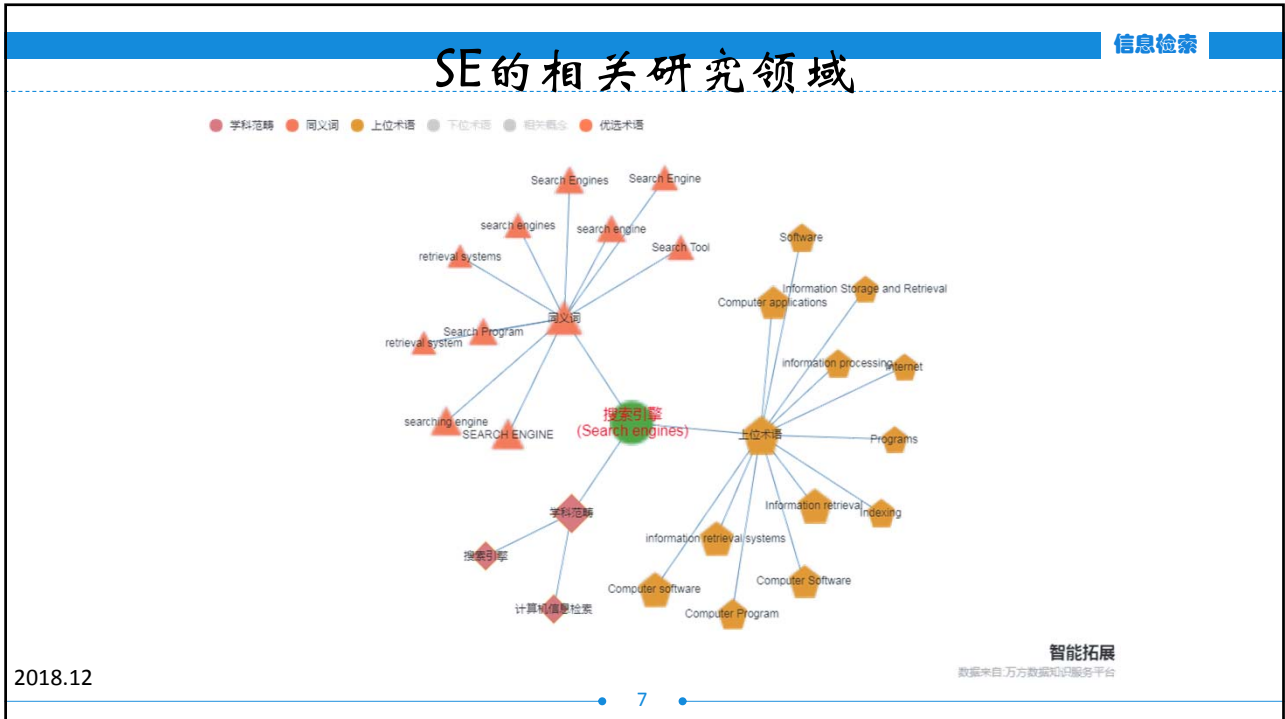 信息检索
SE的相关研究领域
学科范畴 同义词 上位术语 下位术语 相关概念 优选术语
Search Engines
Search Engine
search engines
search engine
Search Tool
retrieval systems
同义词
Search Program
retrieval system
searching engine
SEARCH ENGINE
搜索引擎
(Search engines)
学科范畴
搜索引擎
计算机信息检索
Software
Information Storage and Retrieval
Computer applications
information processing
Internet
上位术语
Programs
Information retrieval
Indexing
information retrieval systems
Computer software
Computer Software
Computer Program
智能拓展
数据来自:万方数据知识服务平台
2018.12
7